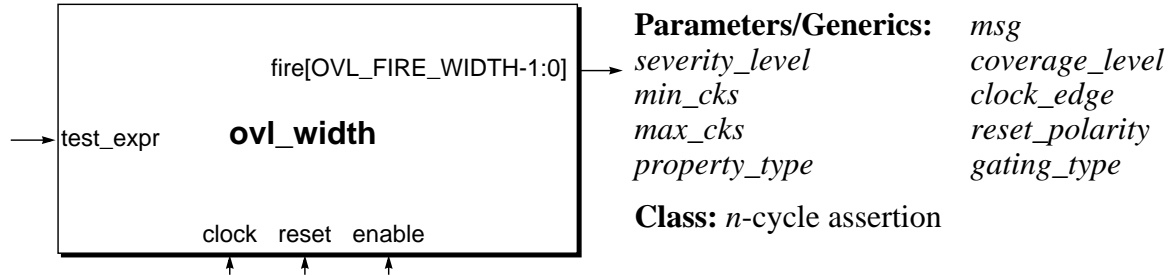 fire[OVL_FIRE_WIDTH-1:0]
test_expr
ovl_width
clock reset enable
Parameters/Generics: msg
severity_level coverage_level
min_cks clock_edge
max_cks reset_polarity
property_type gating_type
Class: n-cycle assertion